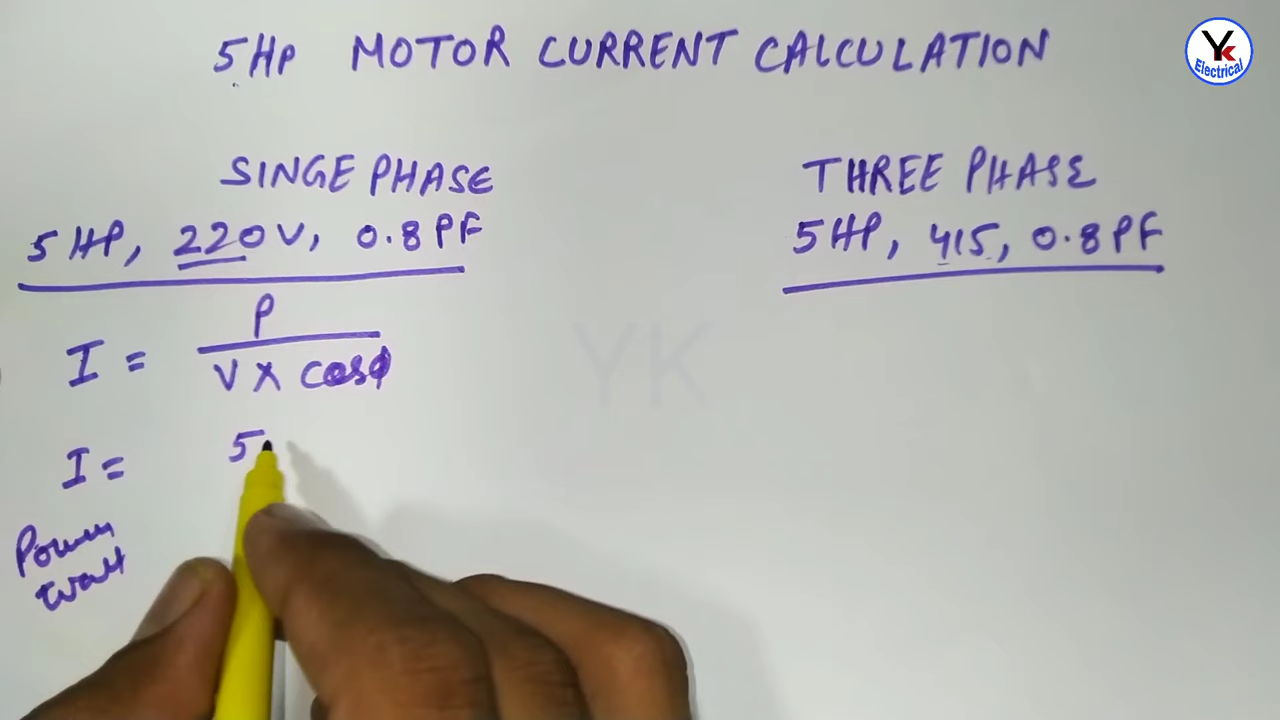 5HP MOTOR CURRENT CALCULATION
YK
Electrical
SINGE PHASE
5HP, 220V, 0.8PF
I = P / V × cosϕ
I = 5
Power
watt
THREE PHASE
5HP, 415, 0.8PF
YK